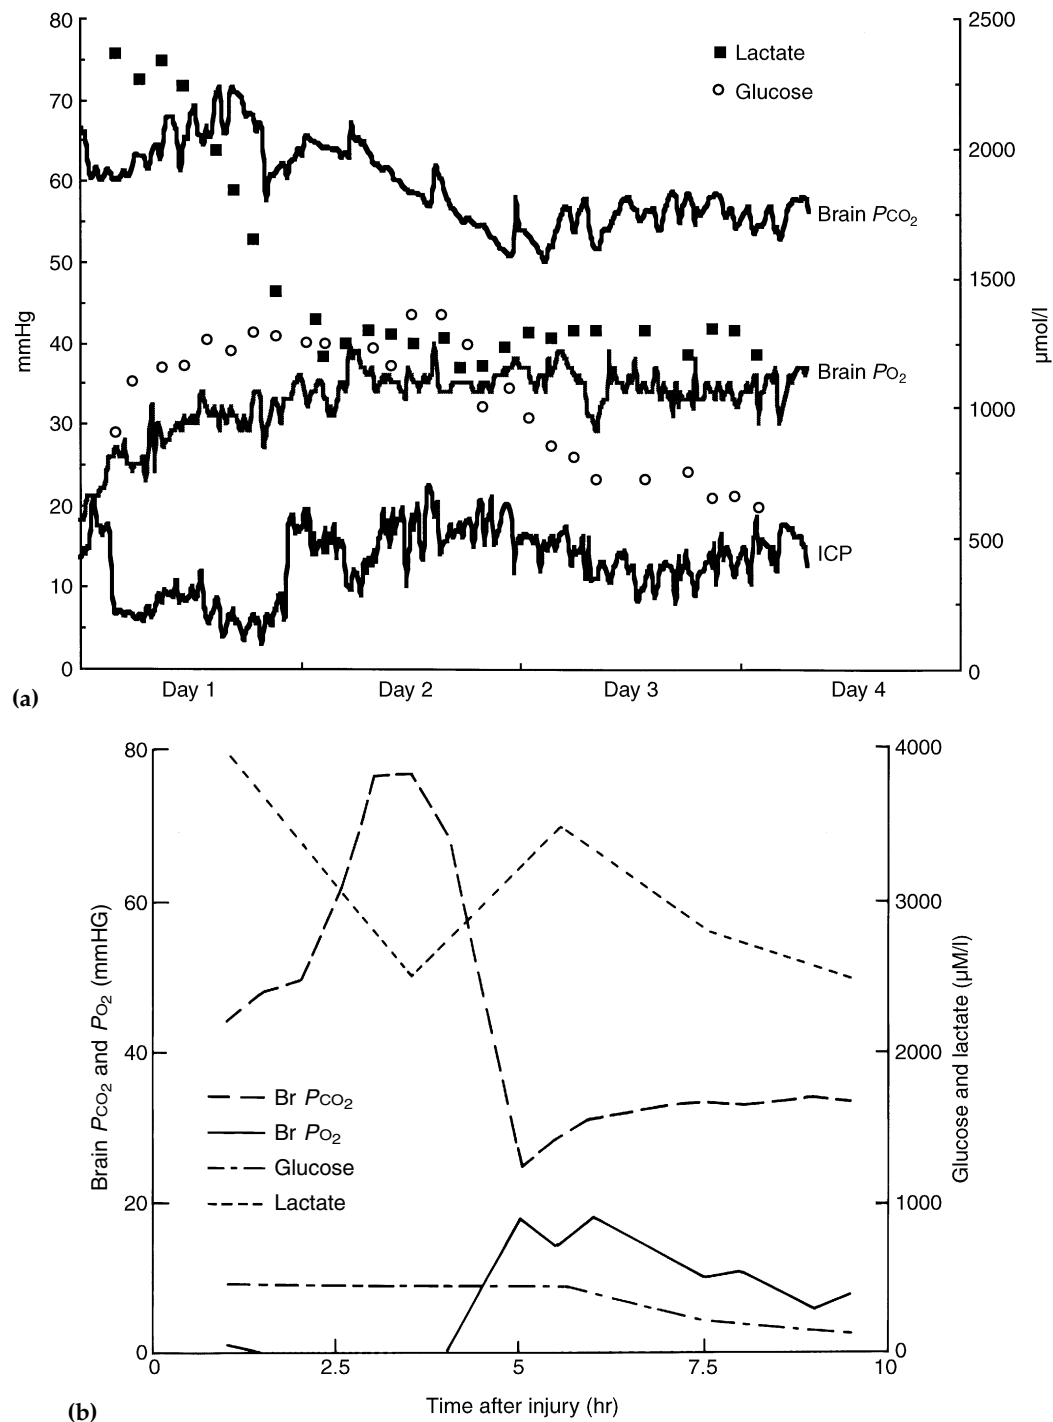 80
2500
Lactate
70
Glucose
2000
60
Brain PCO2
50
1500
mmHg
µmol/l
40
Brain PO2
30
1000
20
500
ICP
10
0
0
Day 1
Day 2
Day 3
Day 4
(a)
80
4000
60
3000
Brain PCO2 and PO2 (mmHG)
Glucose and lactate (µM/l)
40
2000
Br PCO2
Br PO2
Glucose
Lactate
20
1000
0
0
0
2.5
5
7.5
10
Time after injury (hr)
(b)